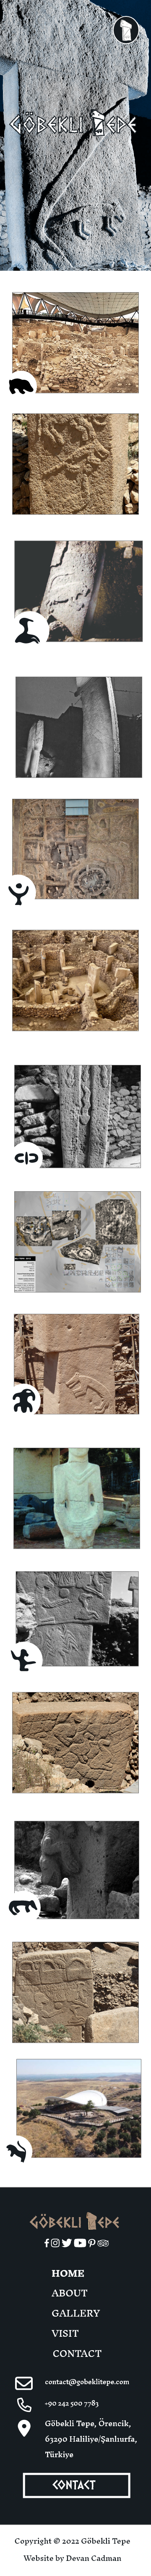 GÖBEKLI TEPE
GÖBEKLI TEPE
HOME
ABOUT
GALLERY
VISIT
CONTACT
contact@gobeklitepe.com
+90 242 500 7783
Göbekli Tepe, Örencik,
63290 Haliliye/Şanlıurfa,
Türkiye
CONTACT
Copyright © 2022 Göbekli Tepe
Website by Devan Cadman